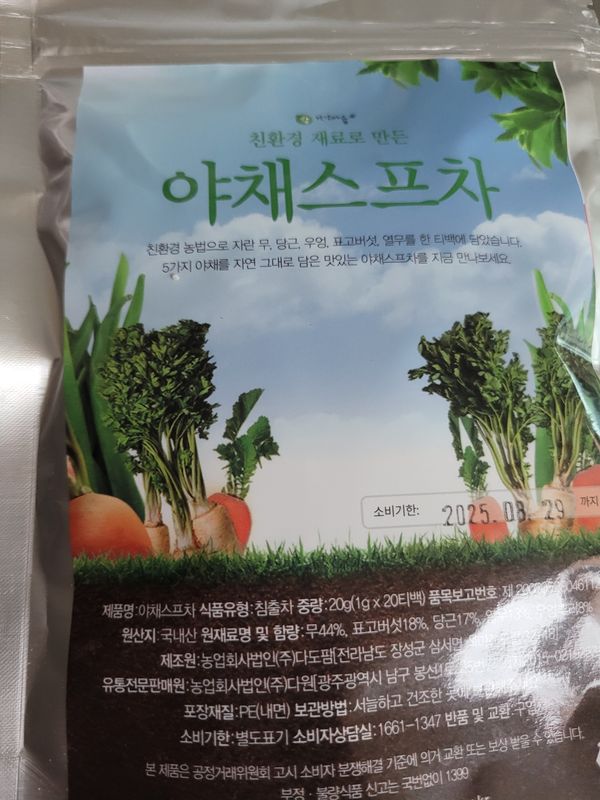 친환경 재료로 만든
야채스프차
친환경 농법으로 자란 무, 당근, 우엉, 표고버섯, 열무를 한 티백에 담았습니다.
5가지 야채를 자연 그대로 담은 맛있는 야채스프차를 지금 만나보세요
소비기한: 2025.08.29 까지
제품명:야채스프차 식품유형:침출차 중량:20g(1g x 20티백) 품목보고번호 제
원산지:국내산 원재료명 및 함량:무44%, 표고버섯18%, 당근17%,
제조원:농업회사법인(주)다도팜[전라남도 장성군 삼서면
유통전문판매원:농업회사법인(주)다원[광주광역시 남구 봉선
포장재질:PE(내면) 보관방법:서늘하고 건조한 곳에
소비기한:별도표기 소비자상담실:1661-1347 반품 및 교환:구입
본 제품은 공정거래위원회 고시 소비자 분쟁해결 기준에 의거 교환 또는 보상 받을 수 있습니다.
부정·불량식품 신고는 국번없이 1399